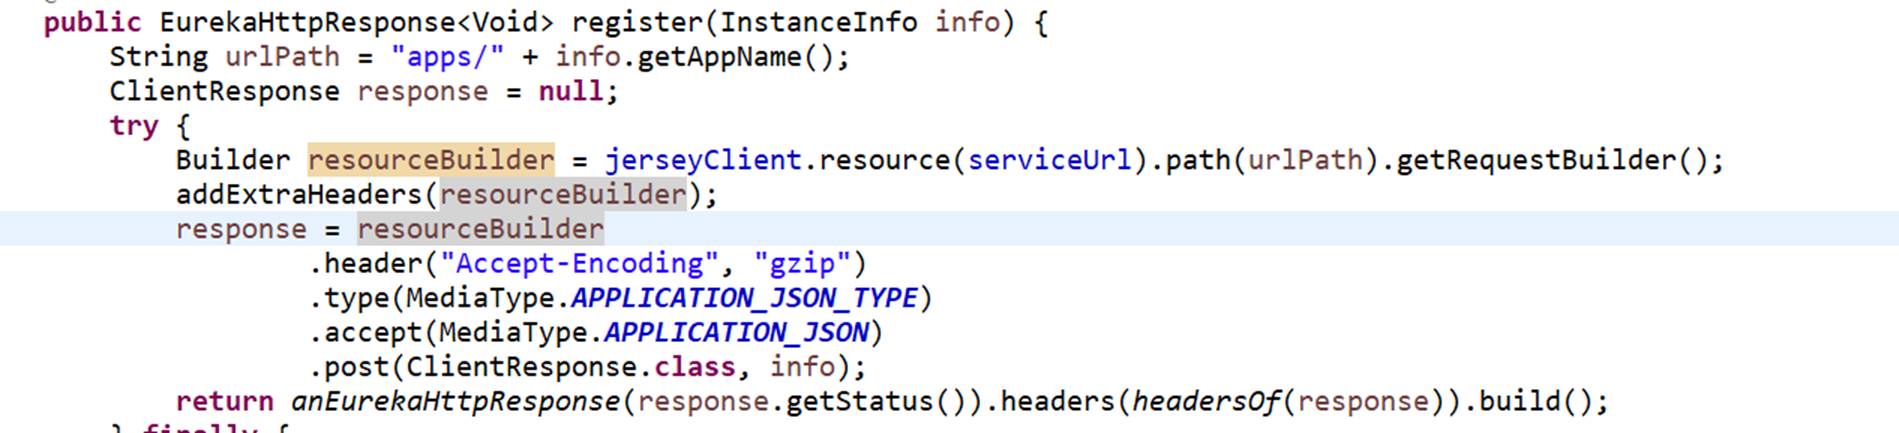 public EurekaHttpResponse<Void> register(InstanceInfo info) {
String urlPath = "apps/" + info.getAppName();
ClientResponse response = null;
try {
Builder resourceBuilder = jerseyClient.resource(serviceUrl).path(urlPath).getRequestBuilder();
addExtraHeaders(resourceBuilder);
response = resourceBuilder
.header("Accept-Encoding", "gzip")
.type(MediaType.APPLICATION_JSON_TYPE)
.accept(MediaType.APPLICATION_JSON)
.post(ClientResponse.class, info);
return anEurekaHttpResponse(response.getStatus()).headers(headersOf(response)).build();
} finally {